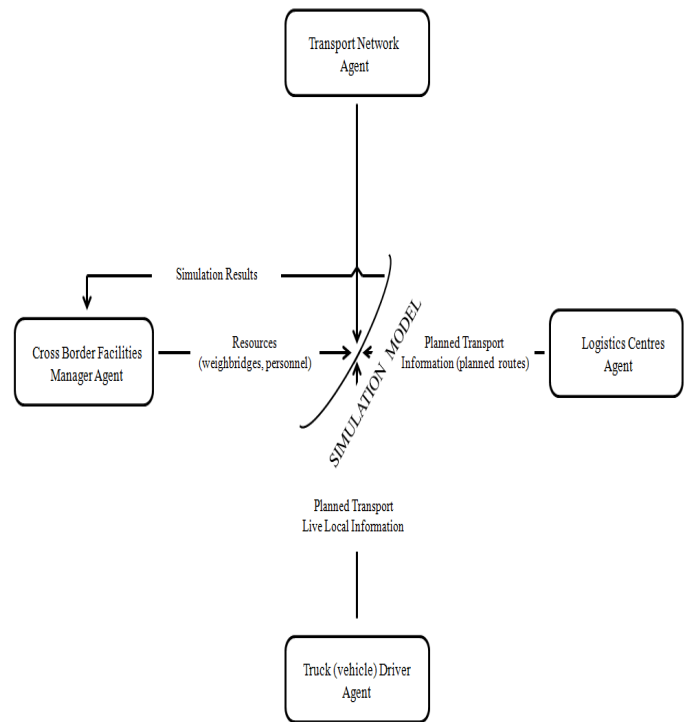 Transport Network
Agent
Simulation Results
Cross Border Facilities
Manager Agent
Resources
(weighbridges, personnel)
SIMULATION MODEL
Planned Transport
Information (planned routes)
Logistics Centres
Agent
Planned Transport
Live Local Information
Truck (vehicle) Driver
Agent